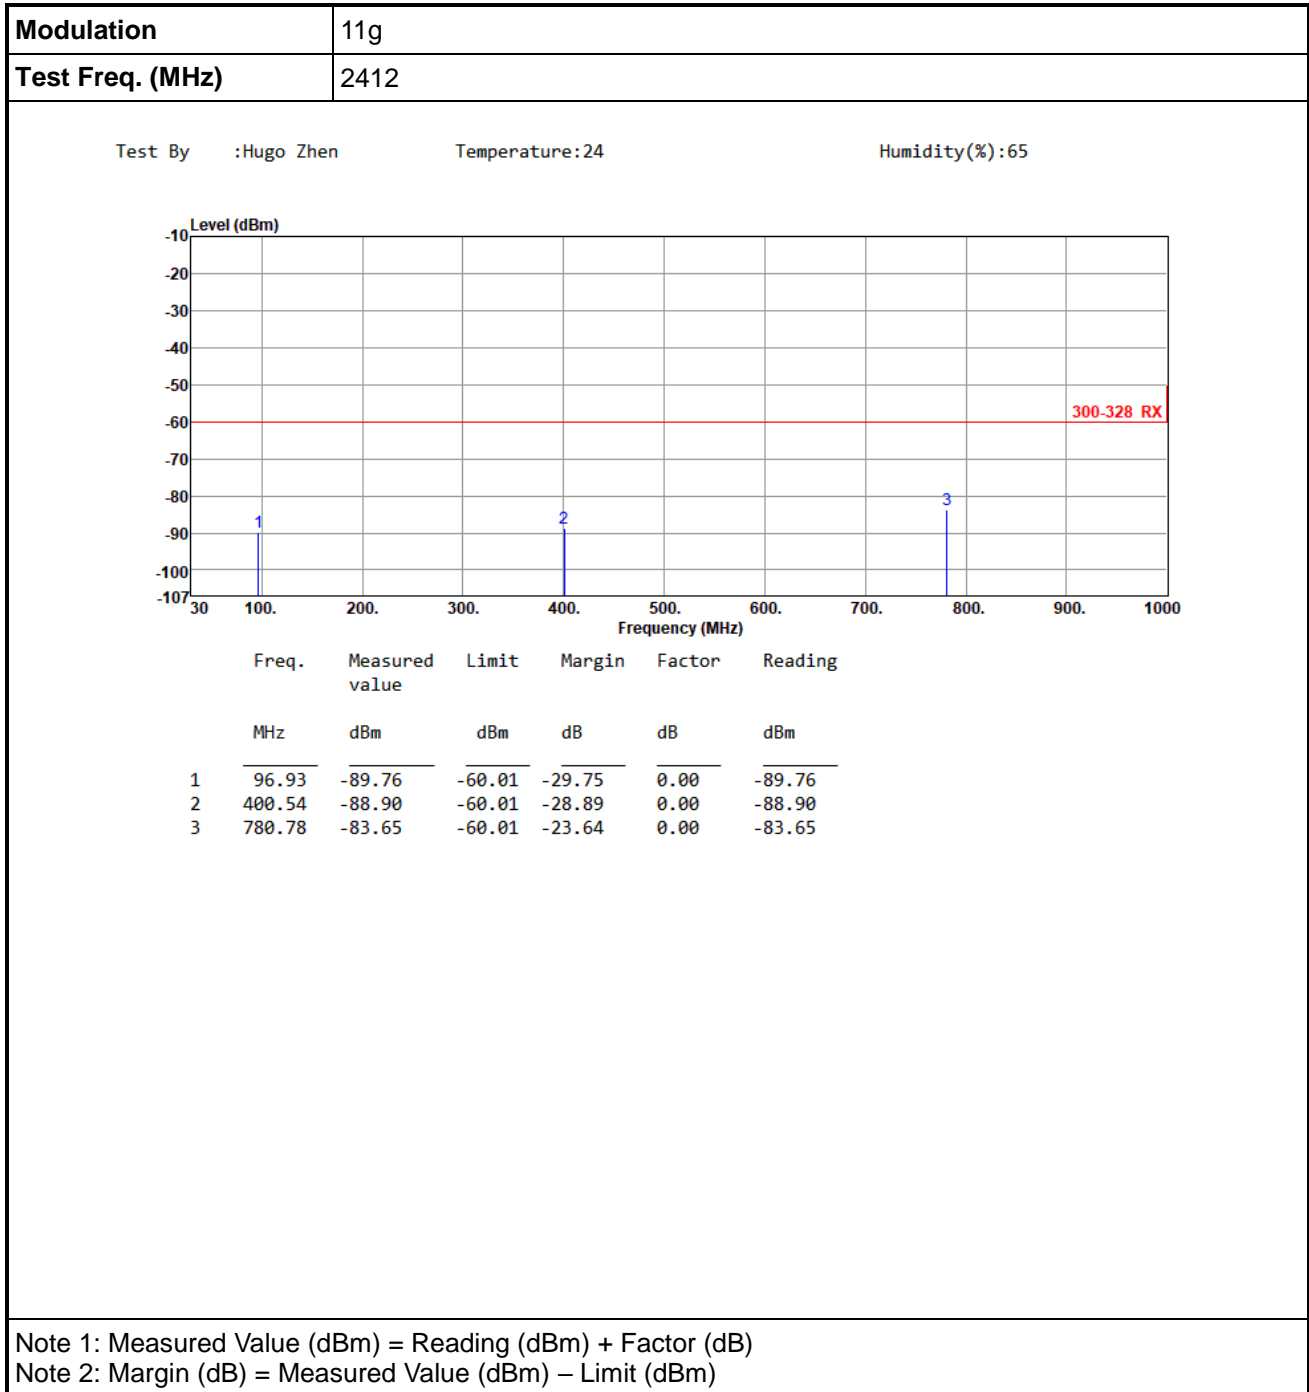 Modulation 11g
Test Freq. (MHz) 2412
Test By :Hugo Zhen Temperature:24 Humidity(%):65
Level (dBm)
-10
-20
-30
-40
-50
300-328 RX
-60
-70
-80
3
1 2
-90
-100
-107
30 100. 200. 300. 400. 500. 600. 700. 800. 900. 1000
Frequency (MHz)
Freq. Measured Limit Margin Factor Reading
value
MHz dBm dBm dB dB dBm
1 96.93 -89.76 -60.01 -29.75 0.00 -89.76
2 400.54 -88.90 -60.01 -28.89 0.00 -88.90
3 780.78 -83.65 -60.01 -23.64 0.00 -83.65
Note 1: Measured Value (dBm) = Reading (dBm) + Factor (dB)
Note 2: Margin (dB) = Measured Value (dBm) – Limit (dBm)